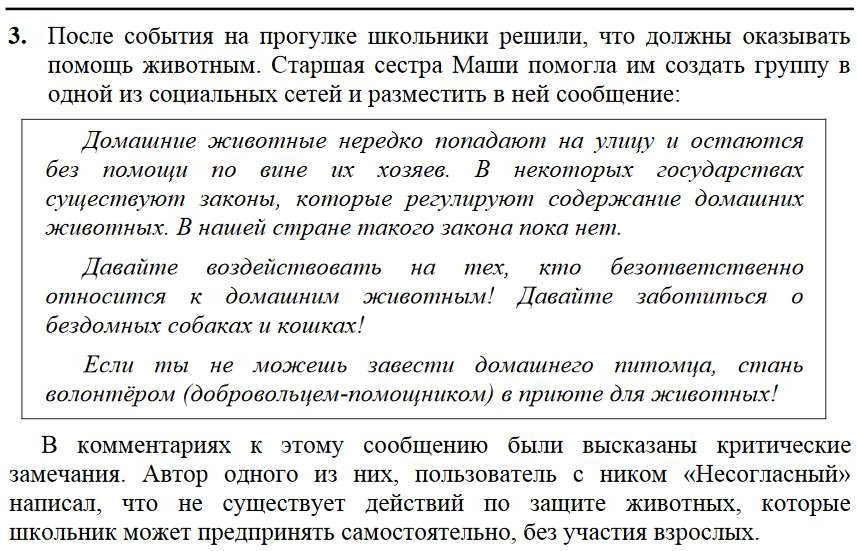 3. После события на прогулке школьники решили, что должны оказывать
помощь животным. Старшая сестра Маши помогла им создать группу в
одной из социальных сетей и разместить в ней сообщение:
Домашние животные нередко попадают на улицу и остаются
без помощи по вине их хозяев. В некоторых государствах
существуют законы, которые регулируют содержание домашних
животных. В нашей стране такого закона пока нет.
Давайте воздействовать на тех, кто безответственно
относится к домашним животным! Давайте заботиться о
бездомных собаках и кошках!
Если ты не можешь завести домашнего питомца, стань
волонтёром (добровольцем-помощником) в приюте для животных!
В комментариях к этому сообщению были высказаны критические
замечания. Автор одного из них, пользователь с ником «Несогласный»
написал, что не существует действий по защите животных, которые
школьник может предпринять самостоятельно, без участия взрослых.